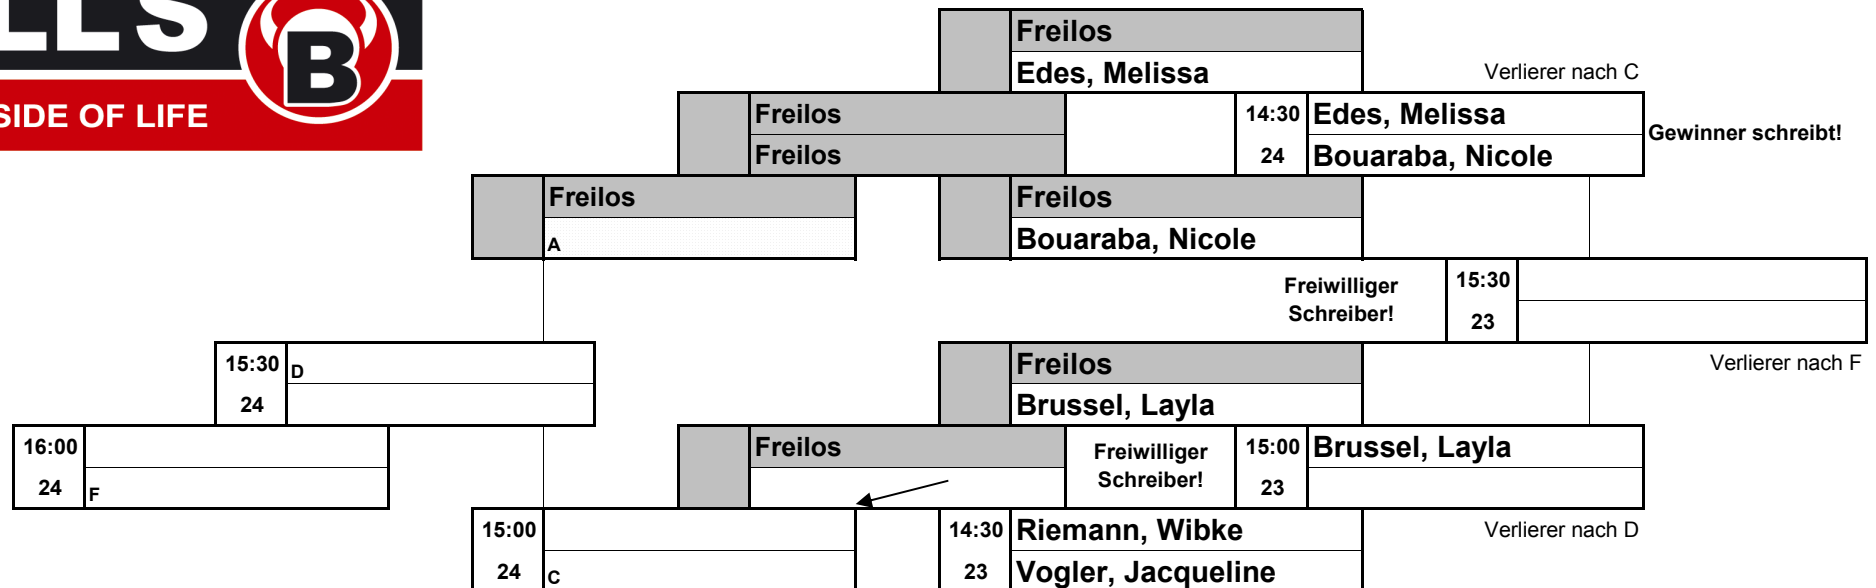 LLS
B
SIDE OF LIFE
Freilos
Edes, Melissa
Verlierer nach C
Freilos
14:30 Edes, Melissa
Gewinner schreibt!
Freilos
24 Bouaraba, Nicole
Freilos
Freilos
A
Bouaraba, Nicole
Freiwilliger
Schreiber!
15:30
23
15:30 D
24
Freilos
Verlierer nach F
Brussel, Layla
16:00
24 F
Freilos
Freiwilliger
Schreiber!
15:00 Brussel, Layla
23
15:00
24 C
14:30 Riemann, Wibke
Verlierer nach D
23 Vogler, Jacqueline